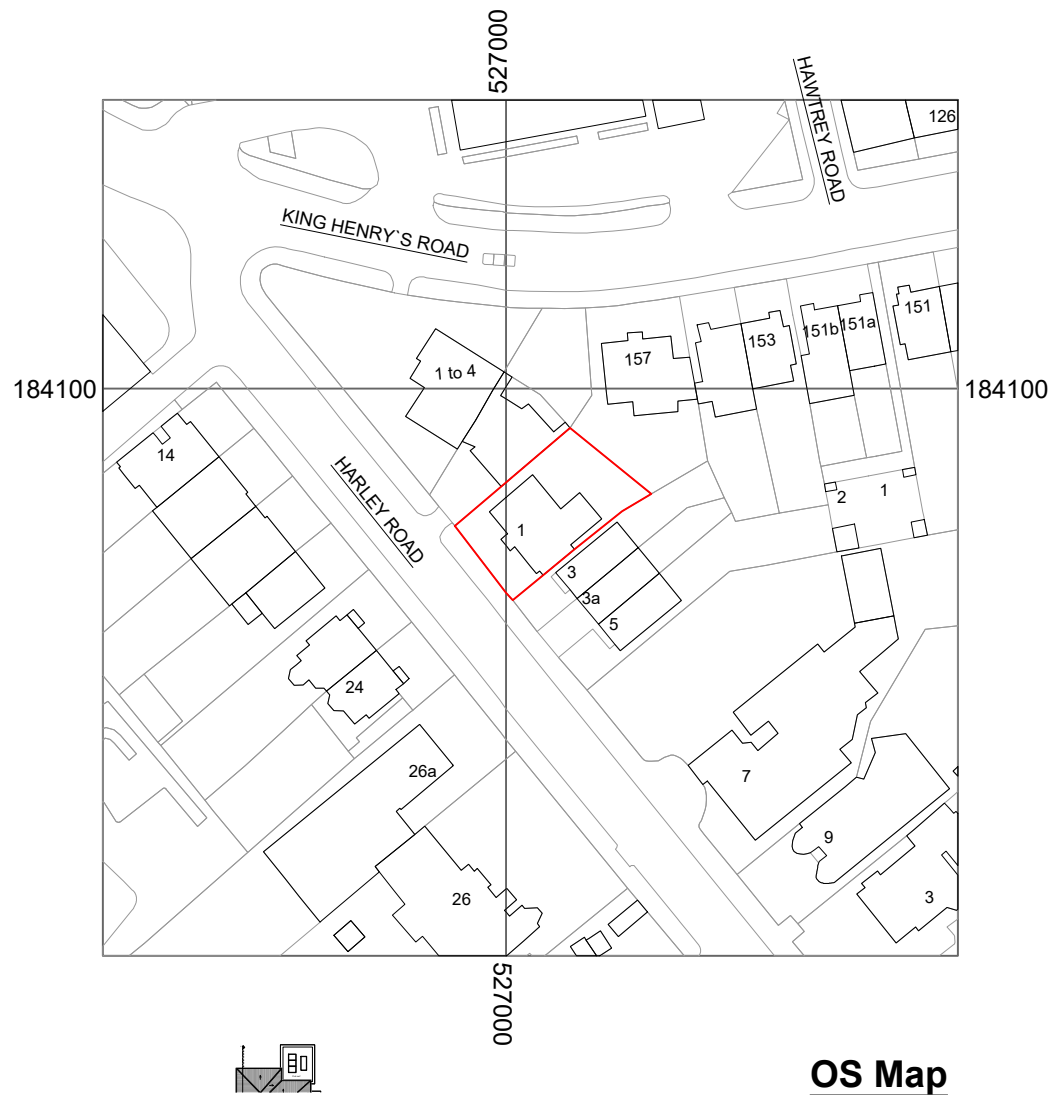 527000
HAWTREY ROAD
126
KING HENRY`S ROAD
151
151a
151b
153
157
1 to 4
184100
184100
14
HARLEY ROAD
1
2
1
3
3a
5
24
7
26a
9
26
3
527000
OS Map